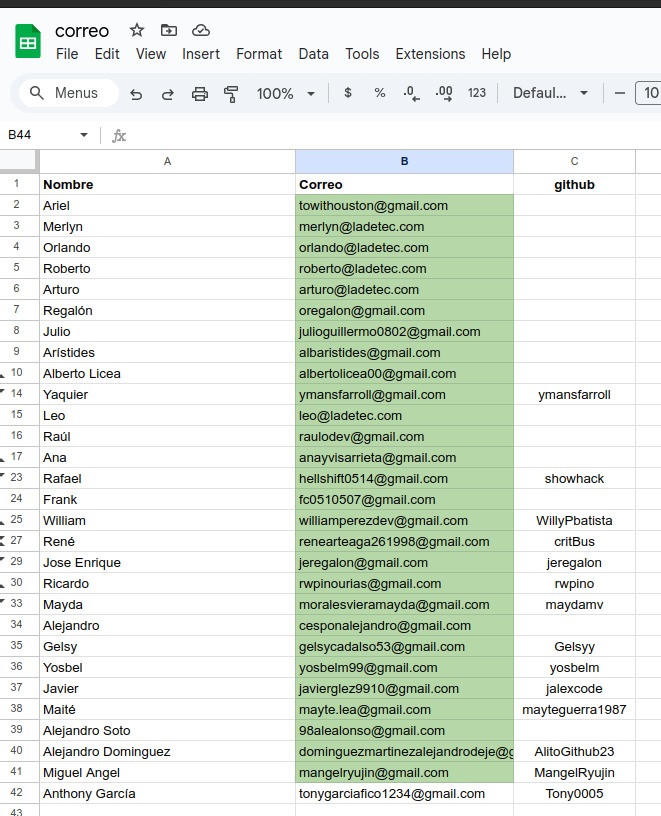 correo
File Edit View Insert Format Data Tools Extensions Help
Menus 100% $ % .0 .00 123 Defaul... 10
B44 fx
A B C
1 Nombre Correo github
2 Ariel towithouston@gmail.com
3 Merlyn merlyn@ladetec.com
4 Orlando orlando@ladetec.com
5 Roberto roberto@ladetec.com
6 Arturo arturo@ladetec.com
7 Regalón oregalon@gmail.com
8 Julio julioguillermo0802@gmail.com
9 Arístides albaristides@gmail.com
10 Alberto Licea albertolicea00@gmail.com
14 Yaquier ymansfarroll@gmail.com ymansfarroll
15 Leo leo@ladetec.com
16 Raúl raulodev@gmail.com
17 Ana anayvisarrieta@gmail.com
23 Rafael hellshift0514@gmail.com showhack
24 Frank fc0510507@gmail.com
25 William williamperezdev@gmail.com WillyPbatista
27 René renearteaga261998@gmail.com critBus
29 Jose Enrique jeregalon@gmail.com jeregalon
30 Ricardo rwpinourias@gmail.com rwpino
33 Mayda moralesvieramayda@gmail.com maydamv
34 Alejandro cesponalejandro@gmail.com
35 Gelsy gelsycadalso53@gmail.com Gelsyy
36 Yosbel yosbelm99@gmail.com yosbelm
37 Javier javierglez9910@gmail.com jalexcode
38 Maité mayte.lea@gmail.com mayteguerra1987
39 Alejandro Soto 98alealonso@gmail.com
40 Alejandro Dominguez dominguezmartinezalejandrodeje@g AlitoGithub23
41 Miguel Angel mangelryujin@gmail.com MangelRyujin
42 Anthony García tonygarciafico1234@gmail.com Tony0005
43